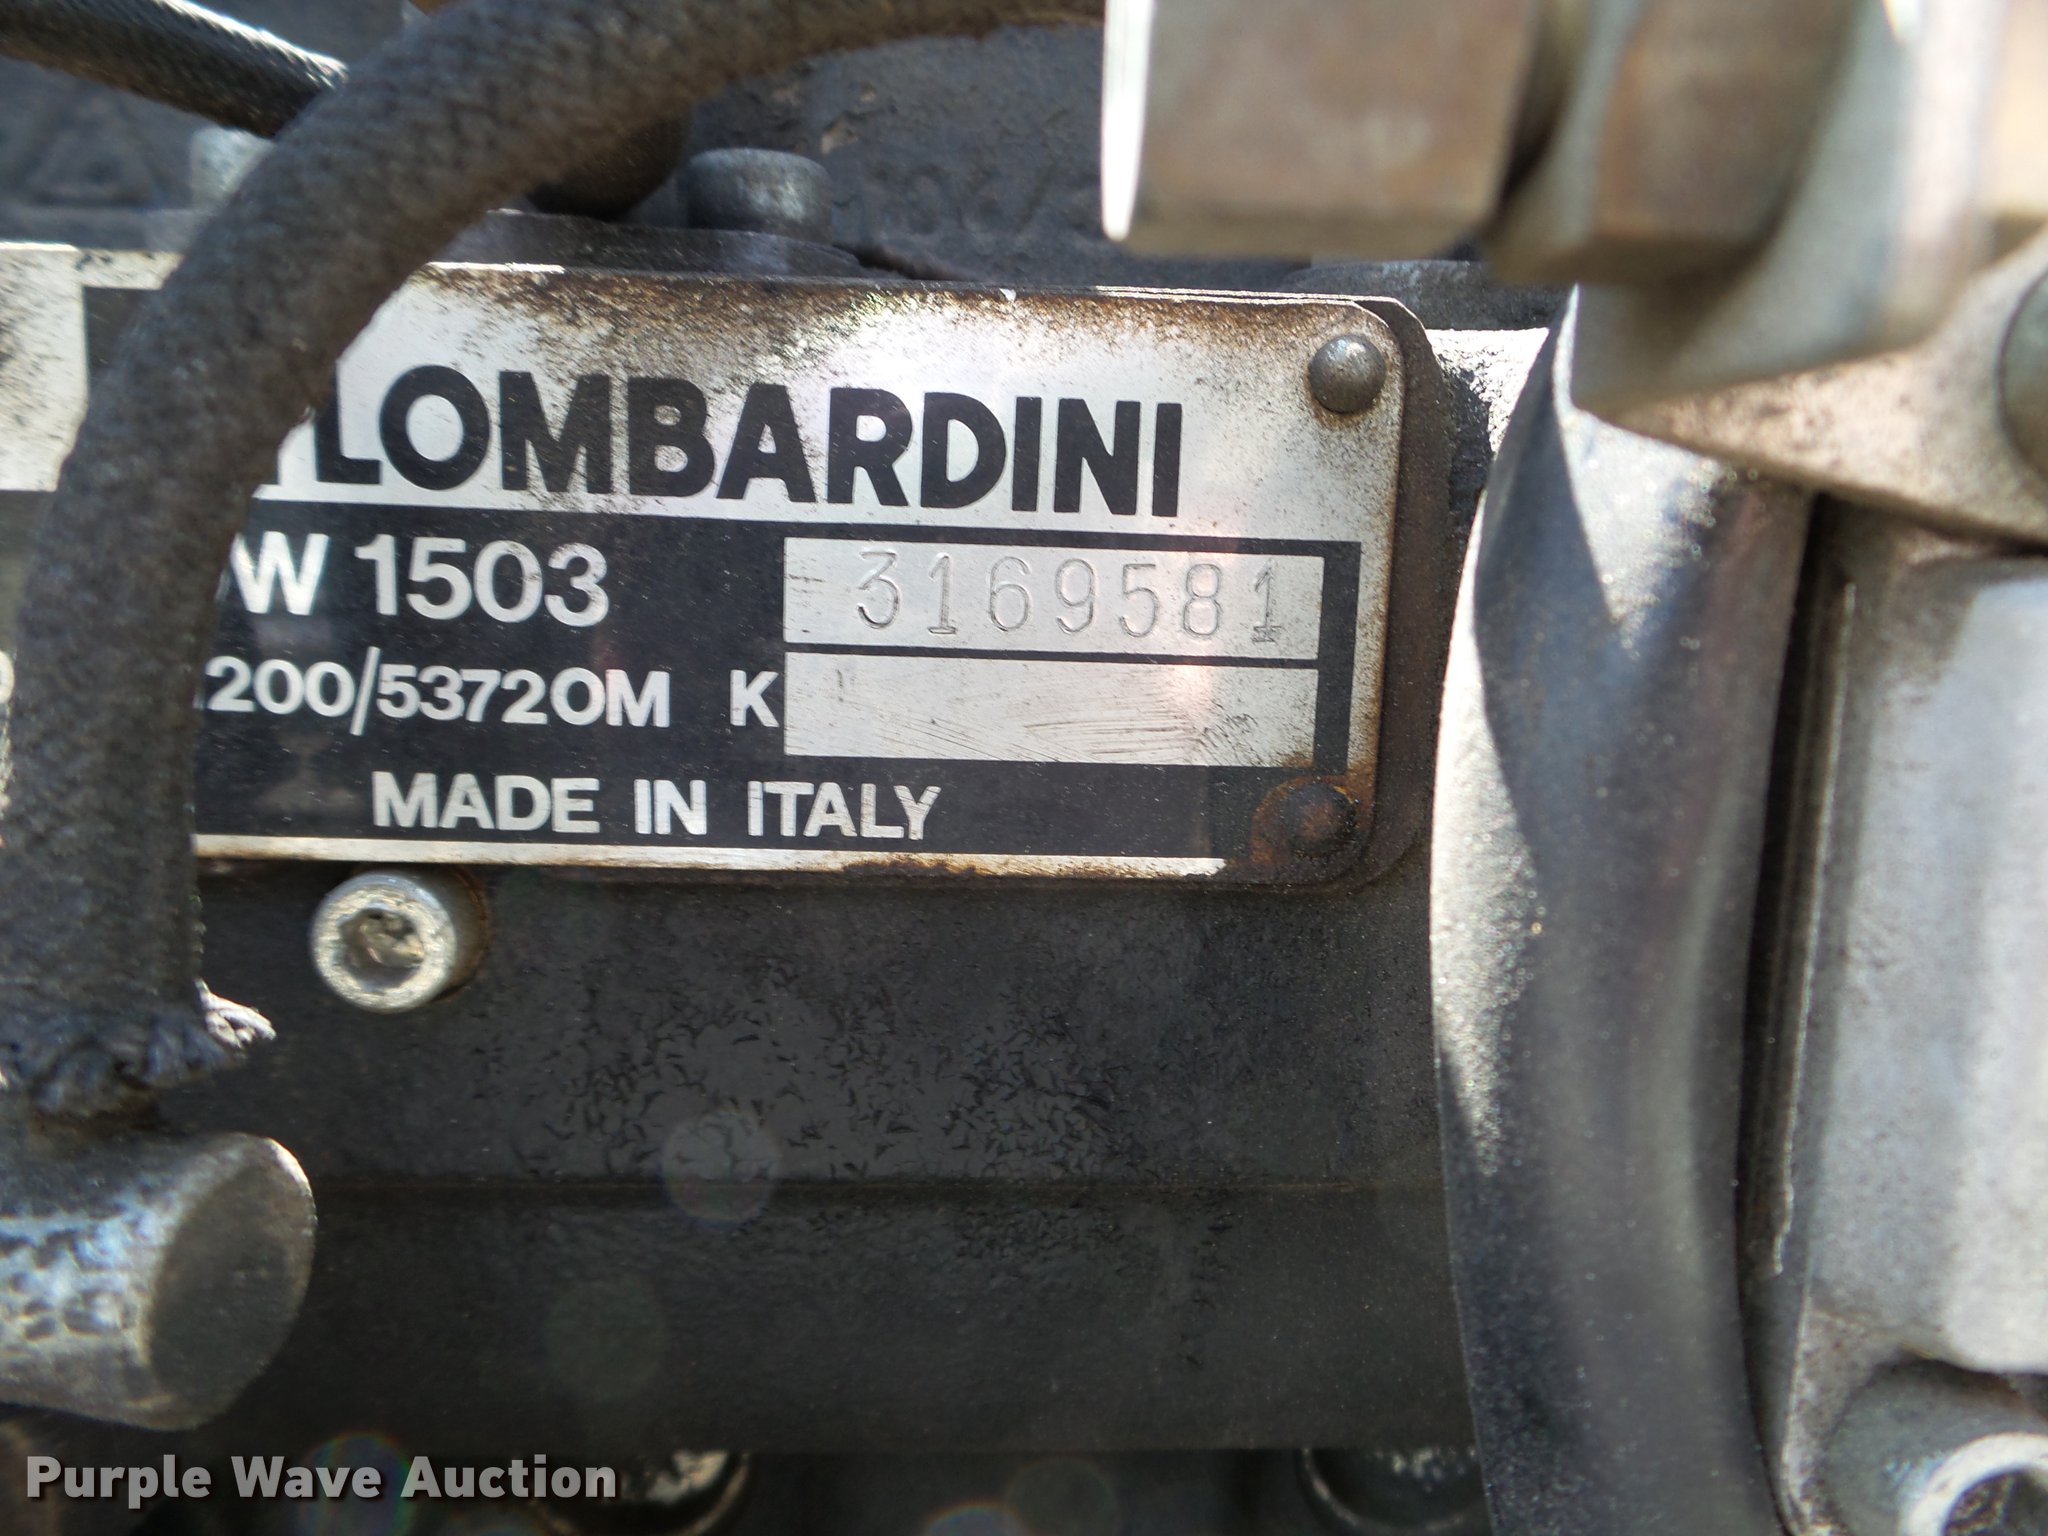 LOMBARDINI
W 1503 3169581
200/53720M K
MADE IN ITALY
Purple Wave Auction